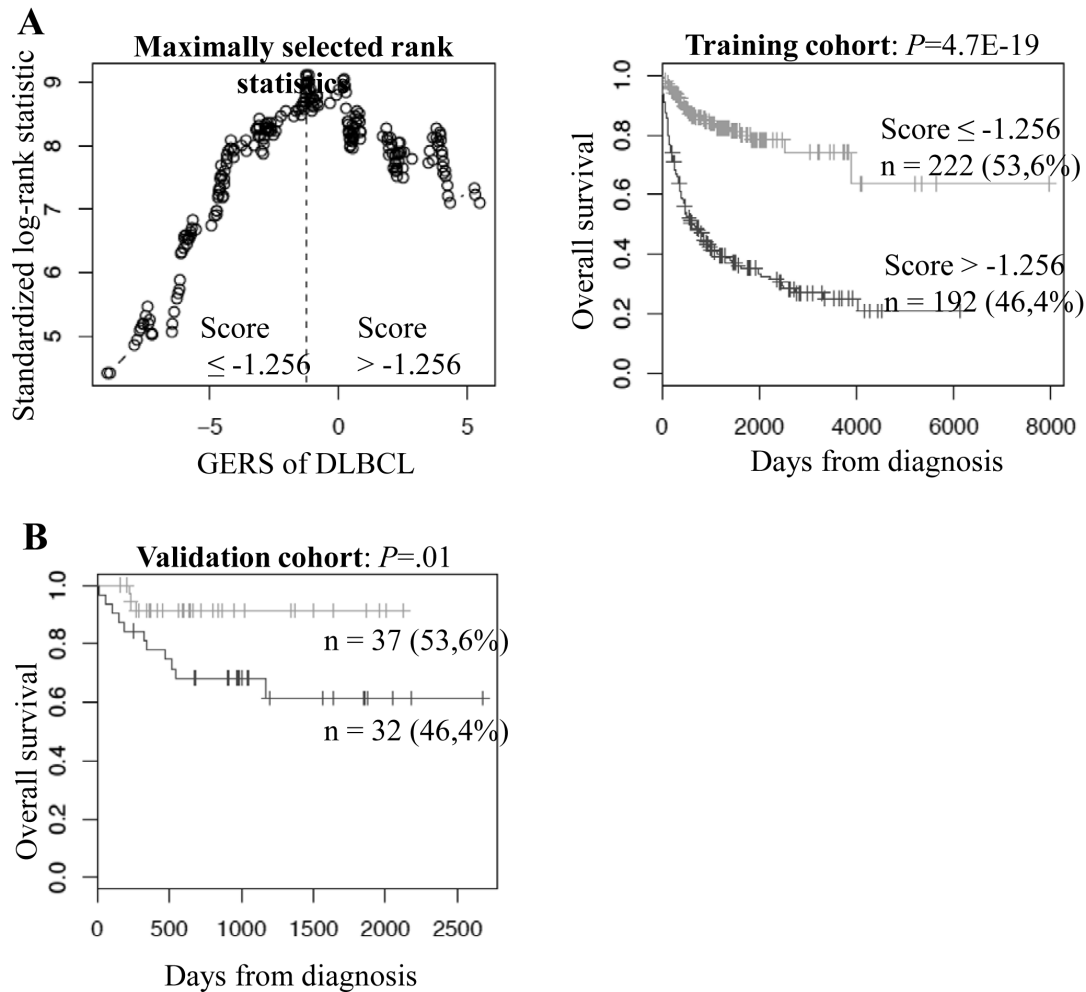 A
Maximally selected rank
statistics
Standardized log-rank statistic
9
8
7
6
5
Score
≤ -1.256
Score
> -1.256
−5
0
5
GERS of DLBCL
Training cohort: P=4.7E-19
Overall survival
1.0
0.8
0.6
0.4
0.2
0.0
Score ≤ -1.256
n = 222 (53,6%)
Score > -1.256
n = 192 (46,4%)
0
2000
4000
6000
8000
Days from diagnosis
B
Validation cohort: P=.01
Overall survival
1.0
0.8
0.6
0.4
0.2
0.0
n = 37 (53,6%)
n = 32 (46,4%)
0
500
1000
1500
2000
2500
Days from diagnosis